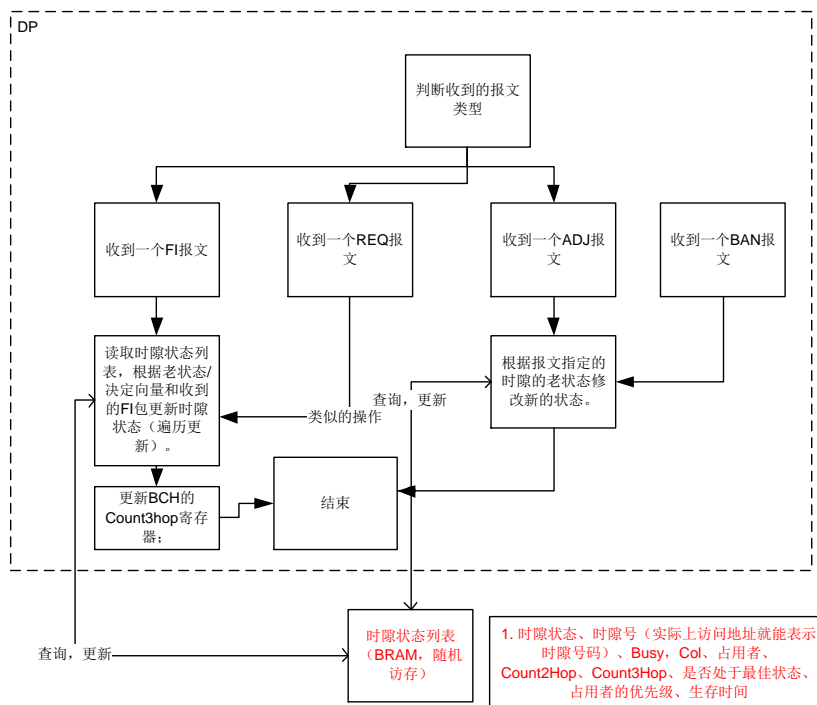 DP
判断收到的报文
类型
收到一个FI报文
收到一个REQ报
文
收到一个ADJ报
文
收到一个BAN报
文
读取时隙状态列
表，根据老状态/
决定向量和收到
的FI包更新时隙
状态（遍历更
新）。
根据报文指定的
时隙的老状态修
改新的状态。
查询，更新
类似的操作
更新BCH的
Count3hop寄存
器；
结束
查询，更新
时隙状态列表
（BRAM，随机
访存）
1. 时隙状态、时隙号（实际上访问地址就能表示
时隙号码）、Busy，Col、占用者、
Count2Hop、Count3Hop、是否处于最佳状态、
占用者的优先级、生存时间